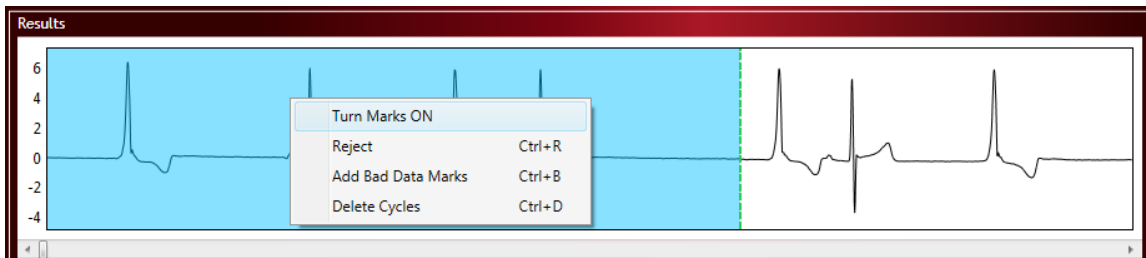 Results
6
4
2
0
-2
-4
Turn Marks ON
Reject Ctrl+R
Add Bad Data Marks Ctrl+B
Delete Cycles Ctrl+D